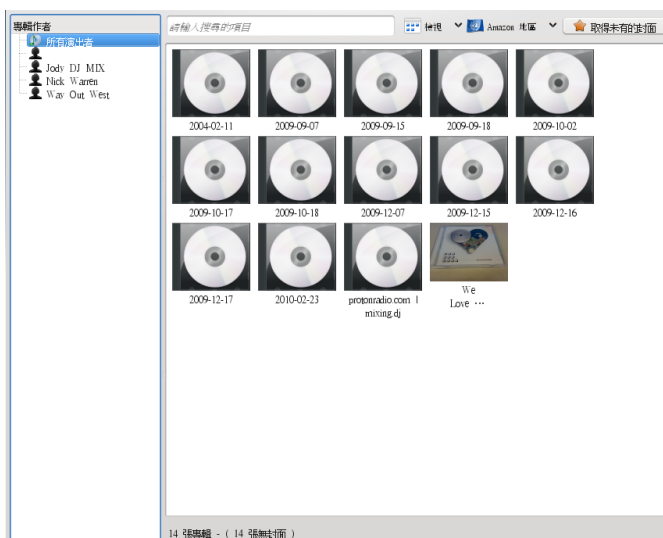 專輯作者
所有演出者
Jody DJ MIX
Nick Warren
Way Out West
請輸入搜尋的項目
檢視
Amazon 地區
取得未有的封面
2004-02-11
2009-09-07
2009-09-15
2009-09-18
2009-10-02
2009-10-17
2009-10-18
2009-12-07
2009-12-15
2009-12-16
2009-12-17
2010-02-23
protonradio.com |
mixing.dj
We
Love ...
14 張專輯 - ( 14 張無封面 )